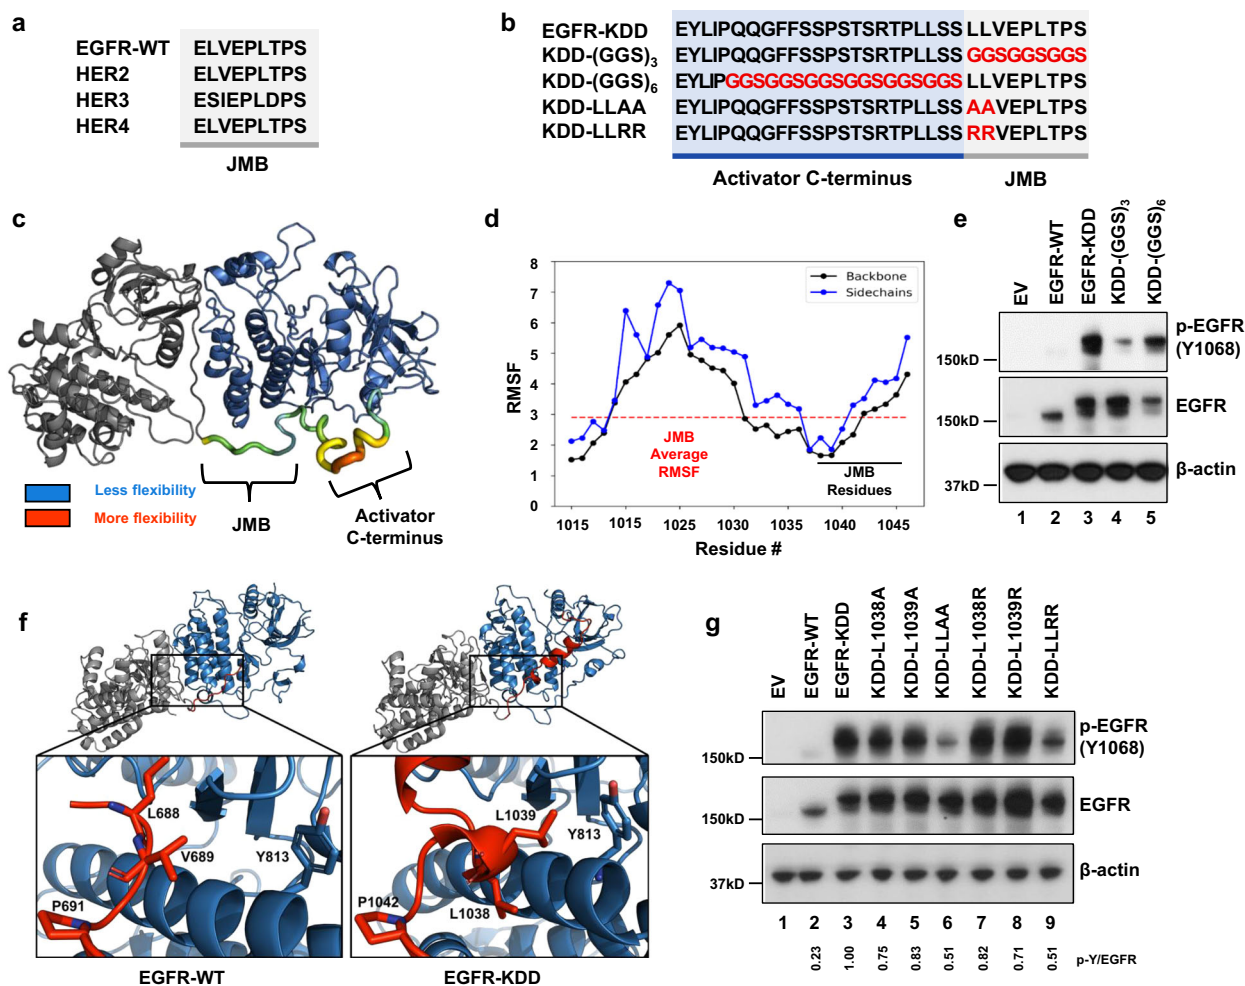 a
EGFR-WT ELVEPLTPS
HER2 ELVEPLTPS
HER3 ESIEPLDPS
HER4 ELVEPLTPS
JMB
b
EGFR-KDD EYLIPQQGFFSSPSTSRTPLLSS LLVEPLTPS
KDD-(GGS)3 EYLIPQQGFFSSPSTSRTPLLSS GGSGGSGGS
KDD-(GGS)6 EYLIPGGSGGSGGSGGSGGSGGS LLVEPLTPS
KDD-LLAA EYLIPQQGFFSSPSTSRTPLLSS AAVEPLTPS
KDD-LLRR EYLIPQQGFFSSPSTSRTPLLSS RRVEPLTPS
Activator C-terminus JMB
c
Less flexibility
More flexibility
JMB
Activator
C-terminus
d
RMSF
8
7
6
5
4
3
2
1
0
Backbone
Sidechains
JMB
Average
RMSF
JMB
Residues
1015 1015 1025 1030 1035 1040 1045
Residue #
e
EV
EGFR-WT
EGFR-KDD
KDD-(GGS)3
KDD-(GGS)6
p-EGFR
(Y1068)
150kD
EGFR
150kD
β-actin
37kD
1 2 3 4 5
f
L688
V689
Y813
P691
EGFR-WT
L1039
Y813
P1042
L1038
EGFR-KDD
g
EV
EGFR-WT
EGFR-KDD
KDD-L1038A
KDD-L1039A
KDD-LLAA
KDD-L1038R
KDD-L1039R
KDD-LLRR
p-EGFR
(Y1068)
150kD
EGFR
150kD
β-actin
37kD
1 2 3 4 5 6 7 8 9
0.23 1.00 0.75 0.83 0.51 0.82 0.71 0.51 p-Y/EGFR